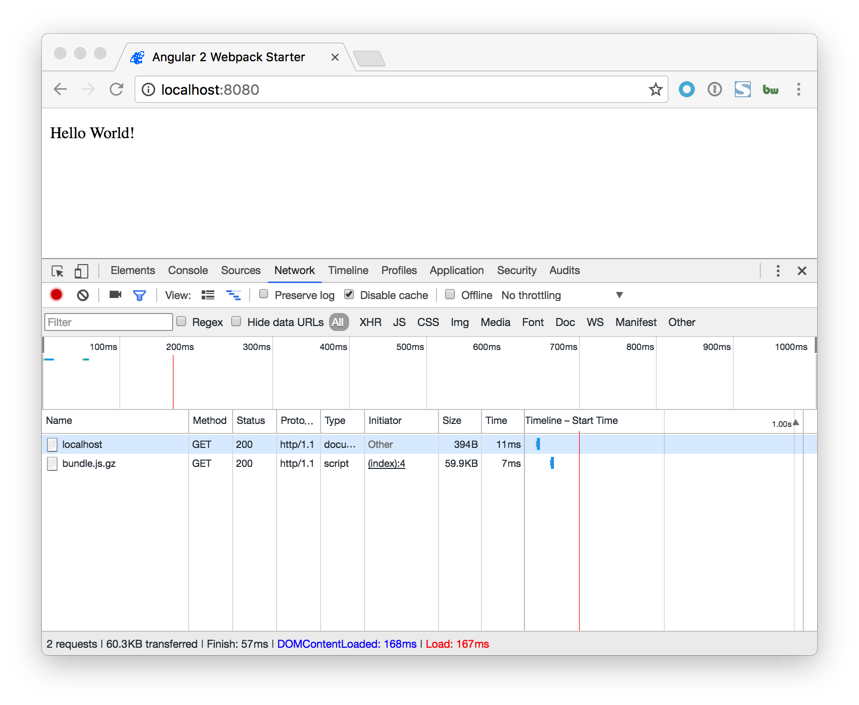 Angular 2 Webpack Starter
localhost:8080
bw
Hello World!
Elements Console Sources Network Timeline Profiles Application Security Audits
View: Preserve log Disable cache Offline No throttling
Filter Regex Hide data URLs All XHR JS CSS Img Media Font Doc WS Manifest Other
100ms 200ms 300ms 400ms 500ms 600ms 700ms 800ms 900ms 1000ms
Name Method Status Proto... Type Initiator Size Time Timeline – Start Time 1.00s
localhost GET 200 http/1.1 docu... Other 394B 11ms
bundle.js.gz GET 200 http/1.1 script (index):4 59.9KB 7ms
2 requests | 60.3KB transferred | Finish: 57ms | DOMContentLoaded: 168ms | Load: 167ms